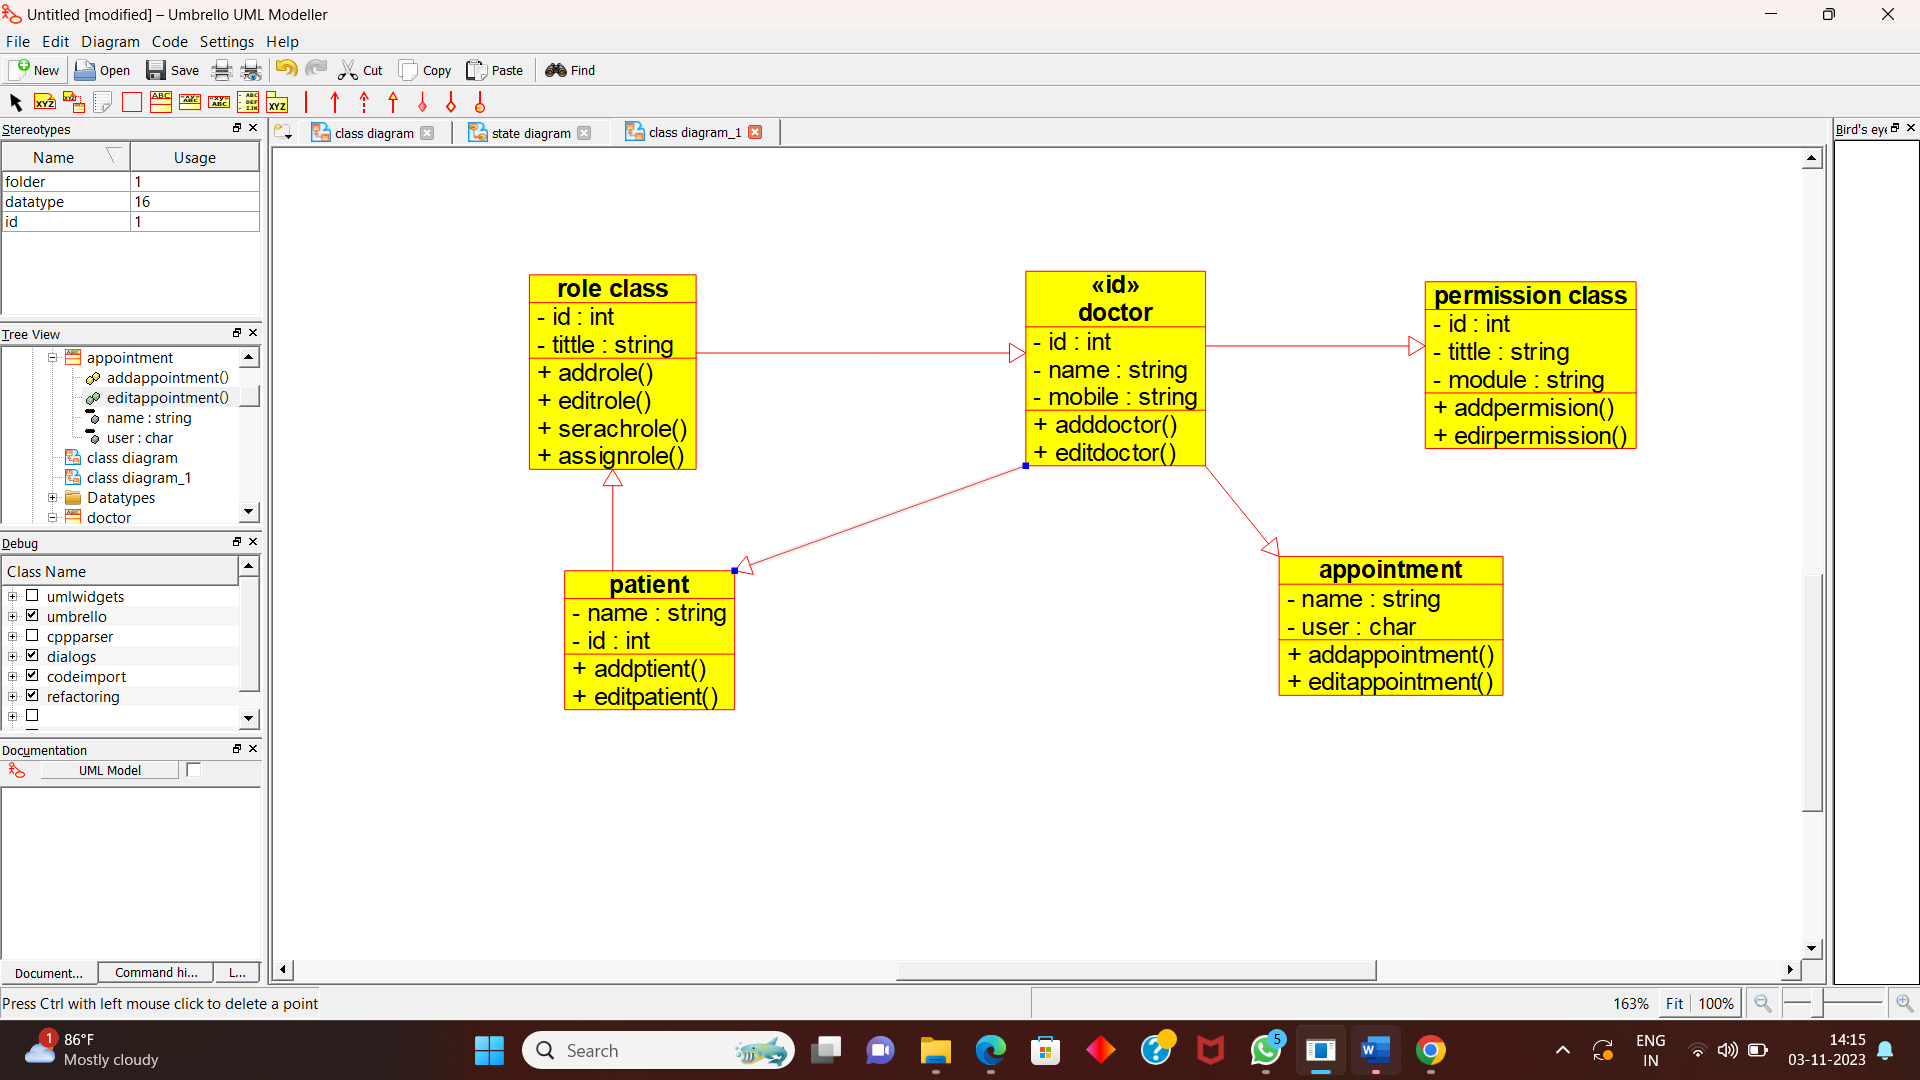 Untitled [modified] – Umbrello UML Modeller
File Edit Diagram Code Settings Help
New Open Save Cut Copy Paste Find
Stereotypes
Name Usage
folder 1
datatype 16
id 1
Tree View
appointment
addappointment()
editappointment()
name : string
user : char
class diagram
class diagram_1
Datatypes
doctor
Debug
Class Name
umlwidgets
umbrello
cppparser
dialogs
codeimport
refactoring
Documentation
UML Model
Document... Command hi... L...
class diagram state diagram class diagram_1
role class
- id : int
- tittle : string
+ addrole()
+ editrole()
+ serachrole()
+ assignrole()
«id»
doctor
- id : int
- name : string
- mobile : string
+ adddoctor()
+ editdoctor()
permission class
- id : int
- tittle : string
- module : string
+ addpermision()
+ edirpermission()
patient
- name : string
- id : int
+ addptient()
+ editpatient()
appointment
- name : string
- user : char
+ addappointment()
+ editappointment()
Bird's eye
Press Ctrl with left mouse click to delete a point
163% Fit 100%
1
86°F
Mostly cloudy
Search
5
ENG
IN
14:15
03-11-2023